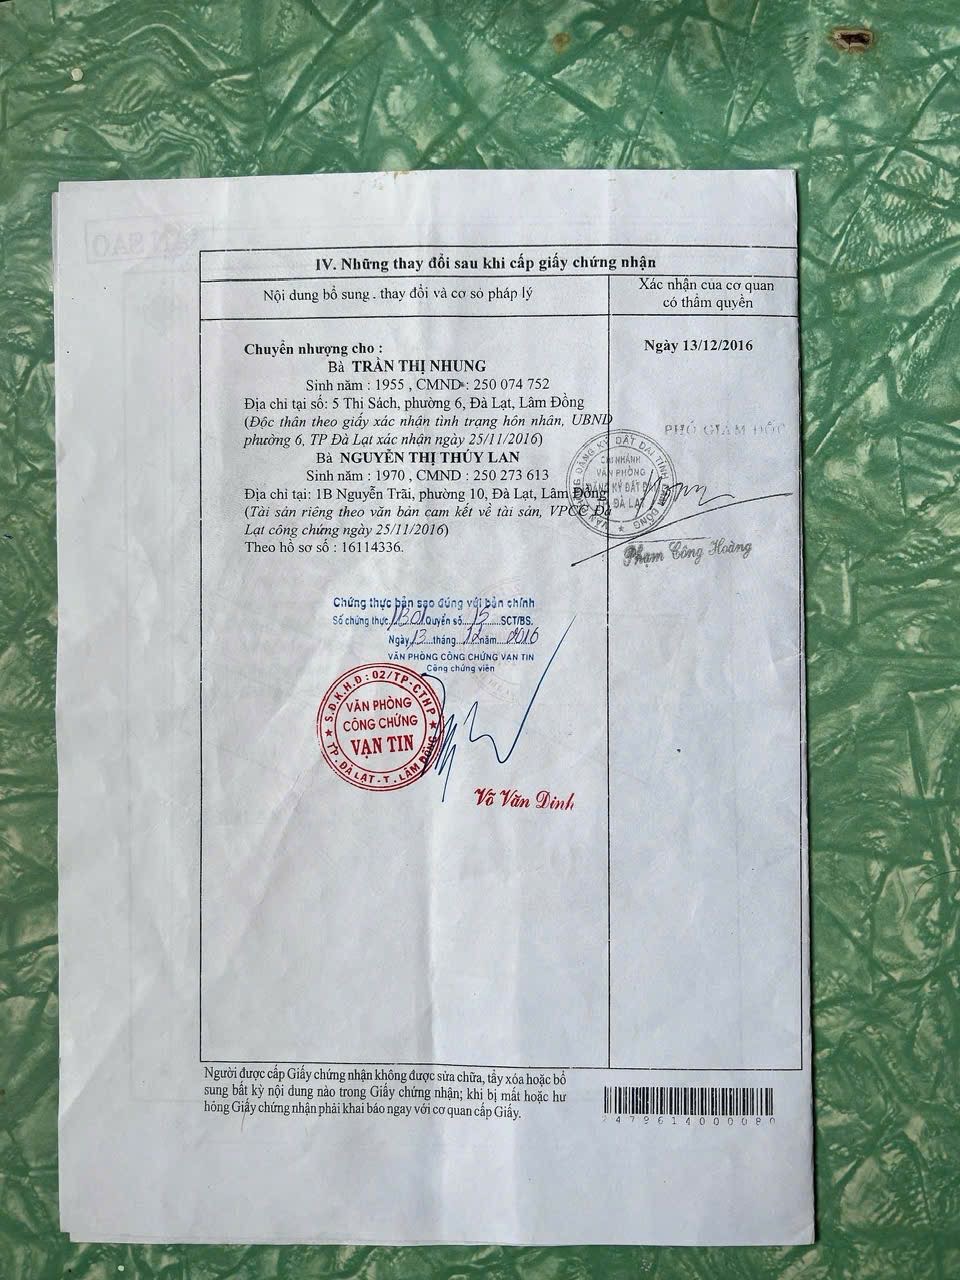 BẢN SAO
IV. Những thay đổi sau khi cấp giấy chứng nhận
Nội dung bổ sung, thay đổi và cơ sở pháp lý
Xác nhận của cơ quan
có thẩm quyền
Chuyển nhượng cho :
Bà TRẦN THỊ NHUNG
Sinh năm : 1955 , CMND : 250 074 752
Địa chỉ tại số: 5 Thi Sách, phường 6, Đà Lạt, Lâm Đồng
(Độc thân theo giấy xác nhận tình trạng hôn nhân, UBND
phường 6, TP Đà Lạt xác nhận ngày 25/11/2016)
Bà NGUYỄN THỊ THÚY LAN
Sinh năm : 1970 , CMND : 250 273 613
Địa chỉ tại: 1B Nguyễn Trãi, phường 10, Đà Lạt, Lâm Đồng
(Tài sản riêng theo văn bản cam kết về tài sản, VPCC Đà
Lạt công chứng ngày 25/11/2016)
Theo hồ sơ số : 16114336.
Ngày 13/12/2016
PHÓ GIÁM ĐỐC
VĂN PHÒNG ĐĂNG KÝ ĐẤT ĐAI TỈNH LÂM ĐỒNG
CHI NHÁNH
VĂN PHÒNG
ĐĂNG KÝ ĐẤT ĐAI
ĐÀ LẠT
Phạm Công Hoàng
Chứng thực bản sao đúng với bản chính
Số chứng thực Quyển số 15 SCT/BS.
Ngày 13 tháng 12 năm 2016
VĂN PHÒNG CÔNG CHỨNG VẠN TIN
Công chứng viên
S.Đ.K.H.Đ : 02/TP-CTHP
VĂN PHÒNG
CÔNG CHỨNG
VẠN TIN
TP. ĐÀ LẠT - T. LÂM ĐỒNG
Võ Văn Dinh
Người được cấp Giấy chứng nhận không được sửa chữa, tẩy xóa hoặc bổ
sung bất kỳ nội dung nào trong Giấy chứng nhận; khi bị mất hoặc hư
hỏng Giấy chứng nhận phải khai báo ngay với cơ quan cấp Giấy.